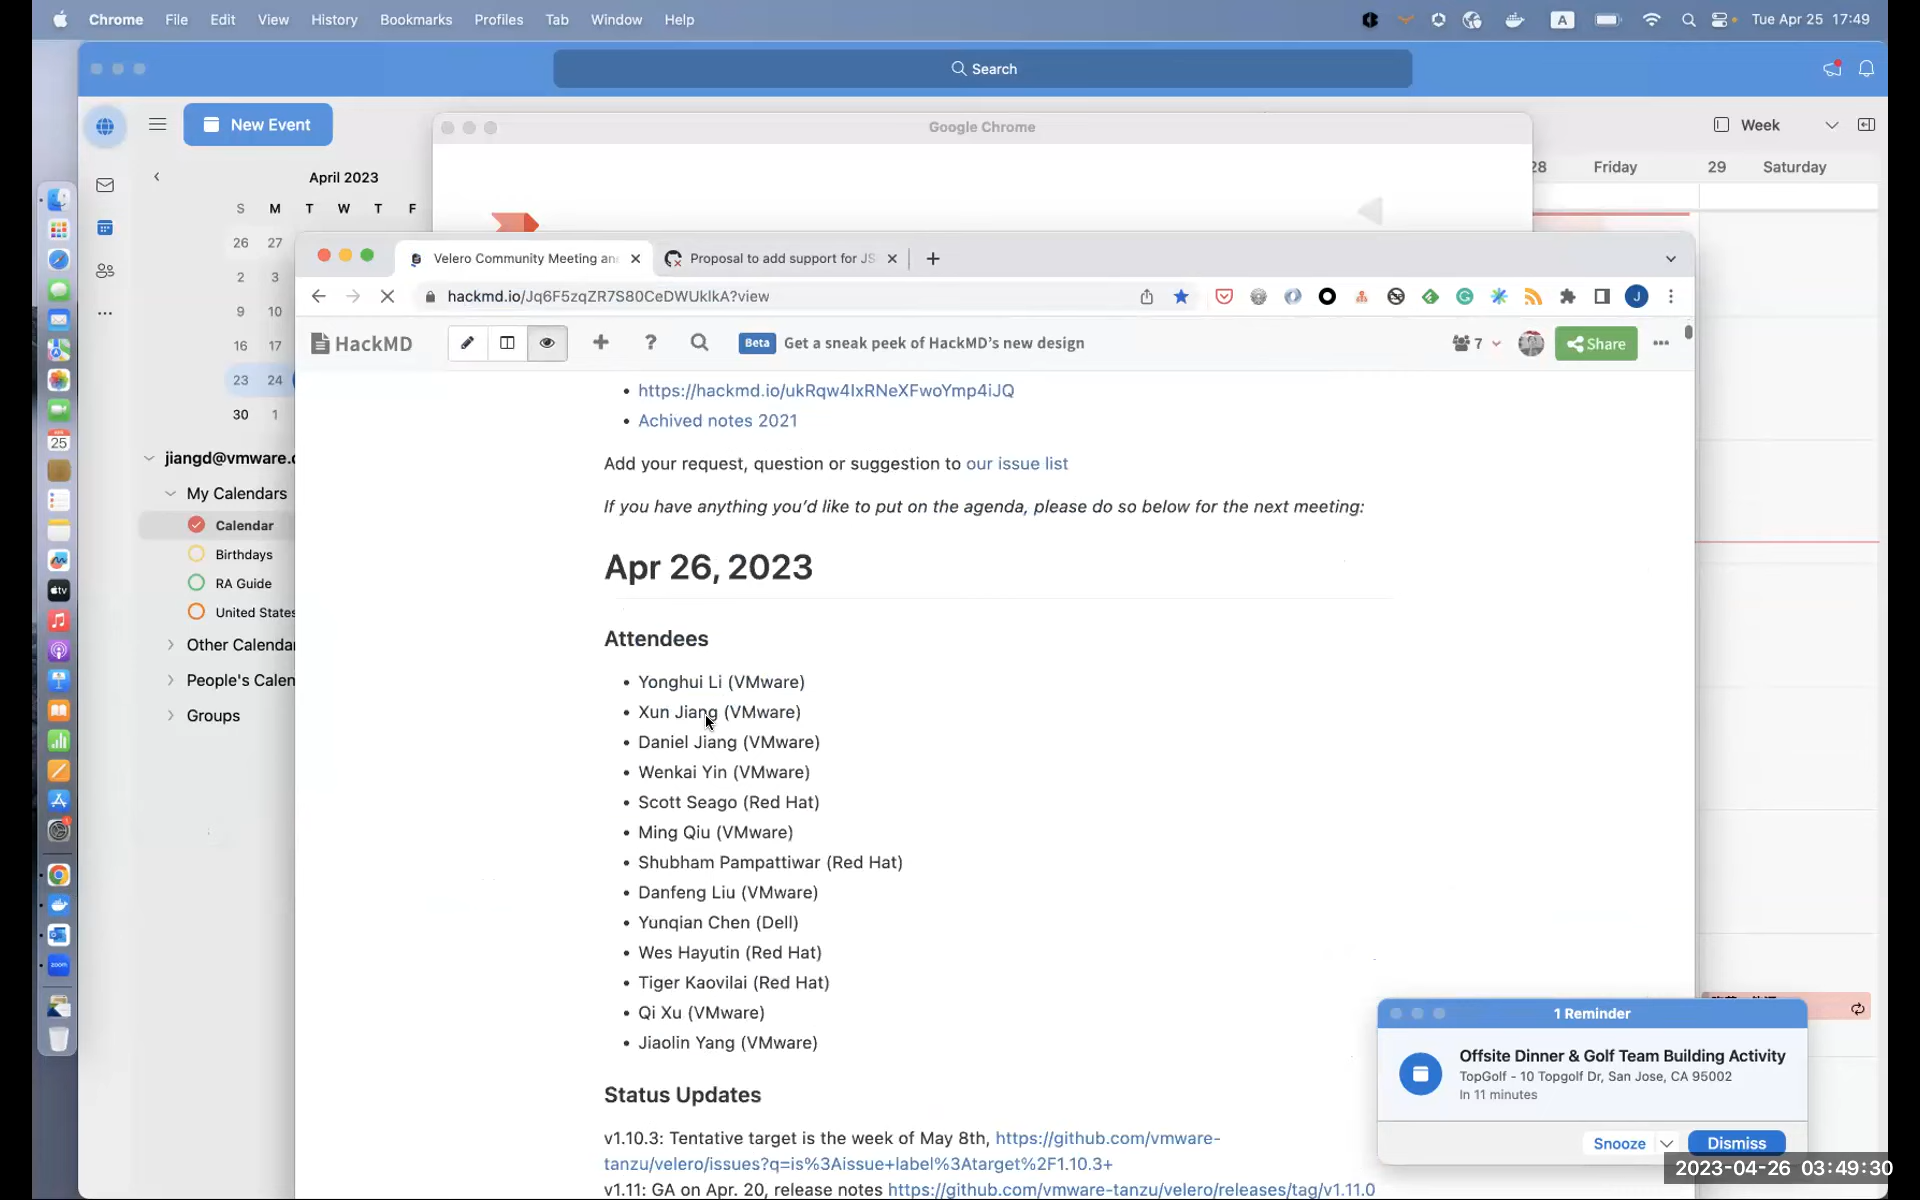 Chrome File Edit View History Bookmarks Profiles Tab Window Help
A
Tue Apr 25 17:49
Search
New Event
Week
Google Chrome
28 Friday
29 Saturday
April 2023
S M T W T F
26 27
2 3
9 10
16 17
23 24
30 1
jiangd@vmware.c
My Calendars
Calendar
Birthdays
RA Guide
United States
Other Calendar
People's Calen
Groups
25
tv
zoom
Velero Community Meeting an
Proposal to add support for JS
hackmd.io/Jq6F5zqZR7S80CeDWUklkA?view
J
HackMD
Beta Get a sneak peek of HackMD's new design
7
Share
https://hackmd.io/ukRqw4IxRNeXFwoYmp4iJQ
Achived notes 2021
Add your request, question or suggestion to our issue list
If you have anything you'd like to put on the agenda, please do so below for the next meeting:
Apr 26, 2023
Attendees
Yonghui Li (VMware)
Xun Jiang (VMware)
Daniel Jiang (VMware)
Wenkai Yin (VMware)
Scott Seago (Red Hat)
Ming Qiu (VMware)
Shubham Pampattiwar (Red Hat)
Danfeng Liu (VMware)
Yunqian Chen (Dell)
Wes Hayutin (Red Hat)
Tiger Kaovilai (Red Hat)
Qi Xu (VMware)
Jiaolin Yang (VMware)
Status Updates
v1.10.3: Tentative target is the week of May 8th, https://github.com/vmware-
tanzu/velero/issues?q=is%3Aissue+label%3Atarget%2F1.10.3+
v1.11: GA on Apr. 20, release notes https://github.com/vmware-tanzu/velero/releases/tag/v1.11.0
1 Reminder
Offsite Dinner & Golf Team Building Activity
TopGolf - 10 Topgolf Dr, San Jose, CA 95002
In 11 minutes
Snooze
Dismiss
2023-04-26 03:49:30